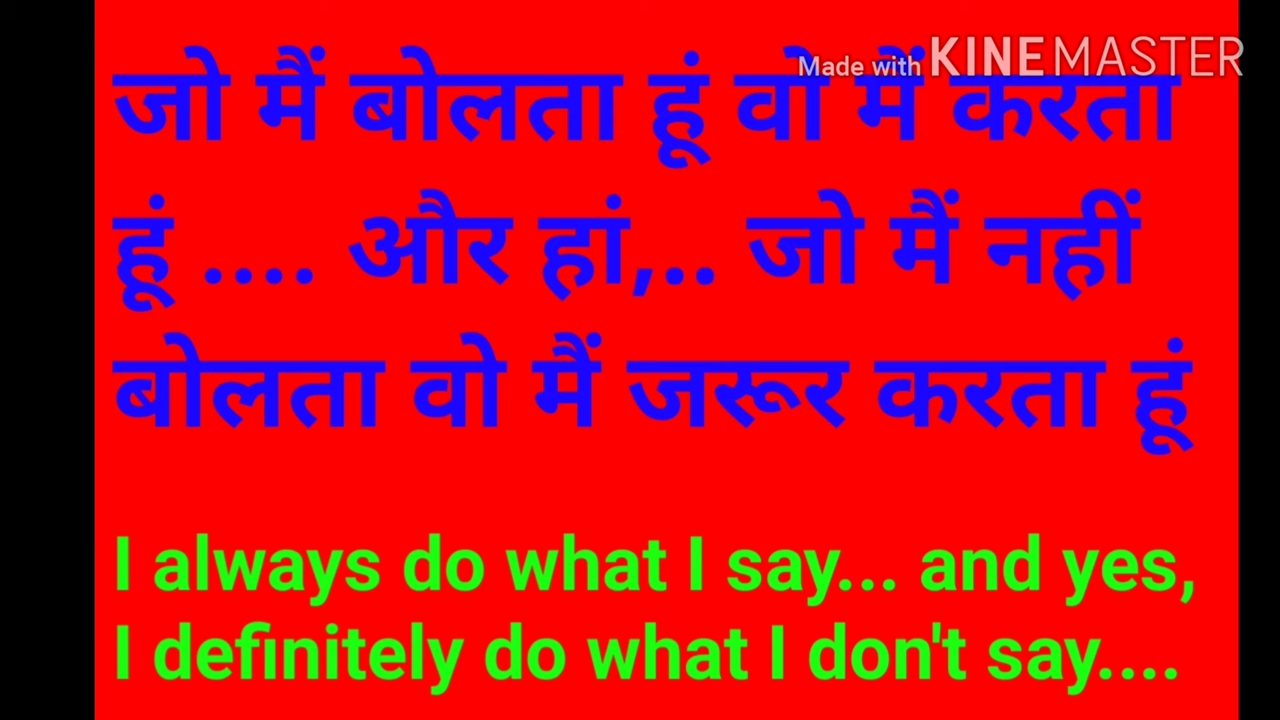 Made with KINEMASTER
जो मैं बोलता हूं वो में करता
हूं .... और हां,.. जो मैं नहीं
बोलता वो मैं जरूर करता हूं
I always do what I say... and yes,
I definitely do what I don't say....